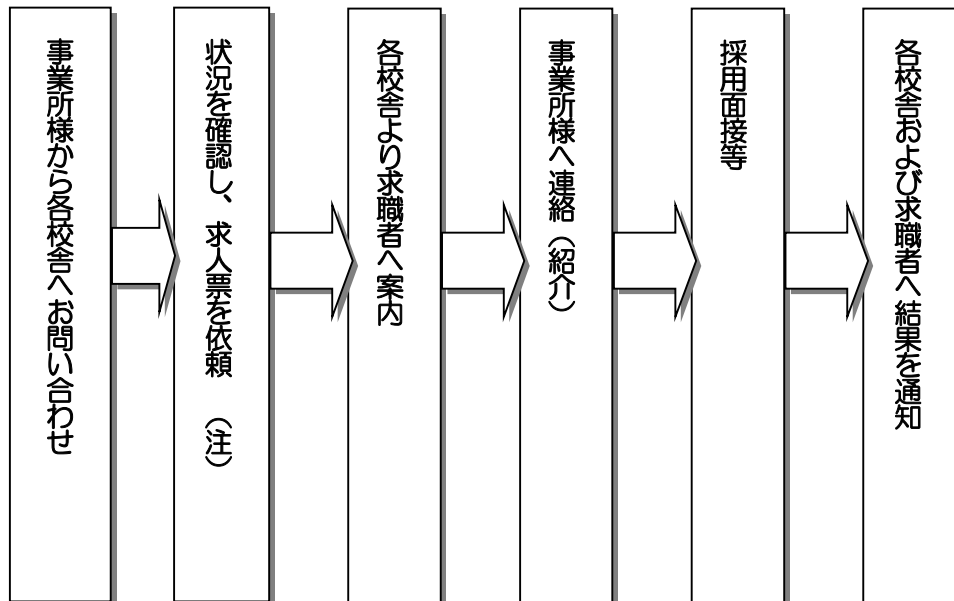 事業所様から各校舎へお問い合わせ
状況を確認し、求人票を依頼　（注）
各校舎より求職者へ案内
事業所様へ連絡（紹介）
採用面接等
各校舎および求職者へ結果を通知